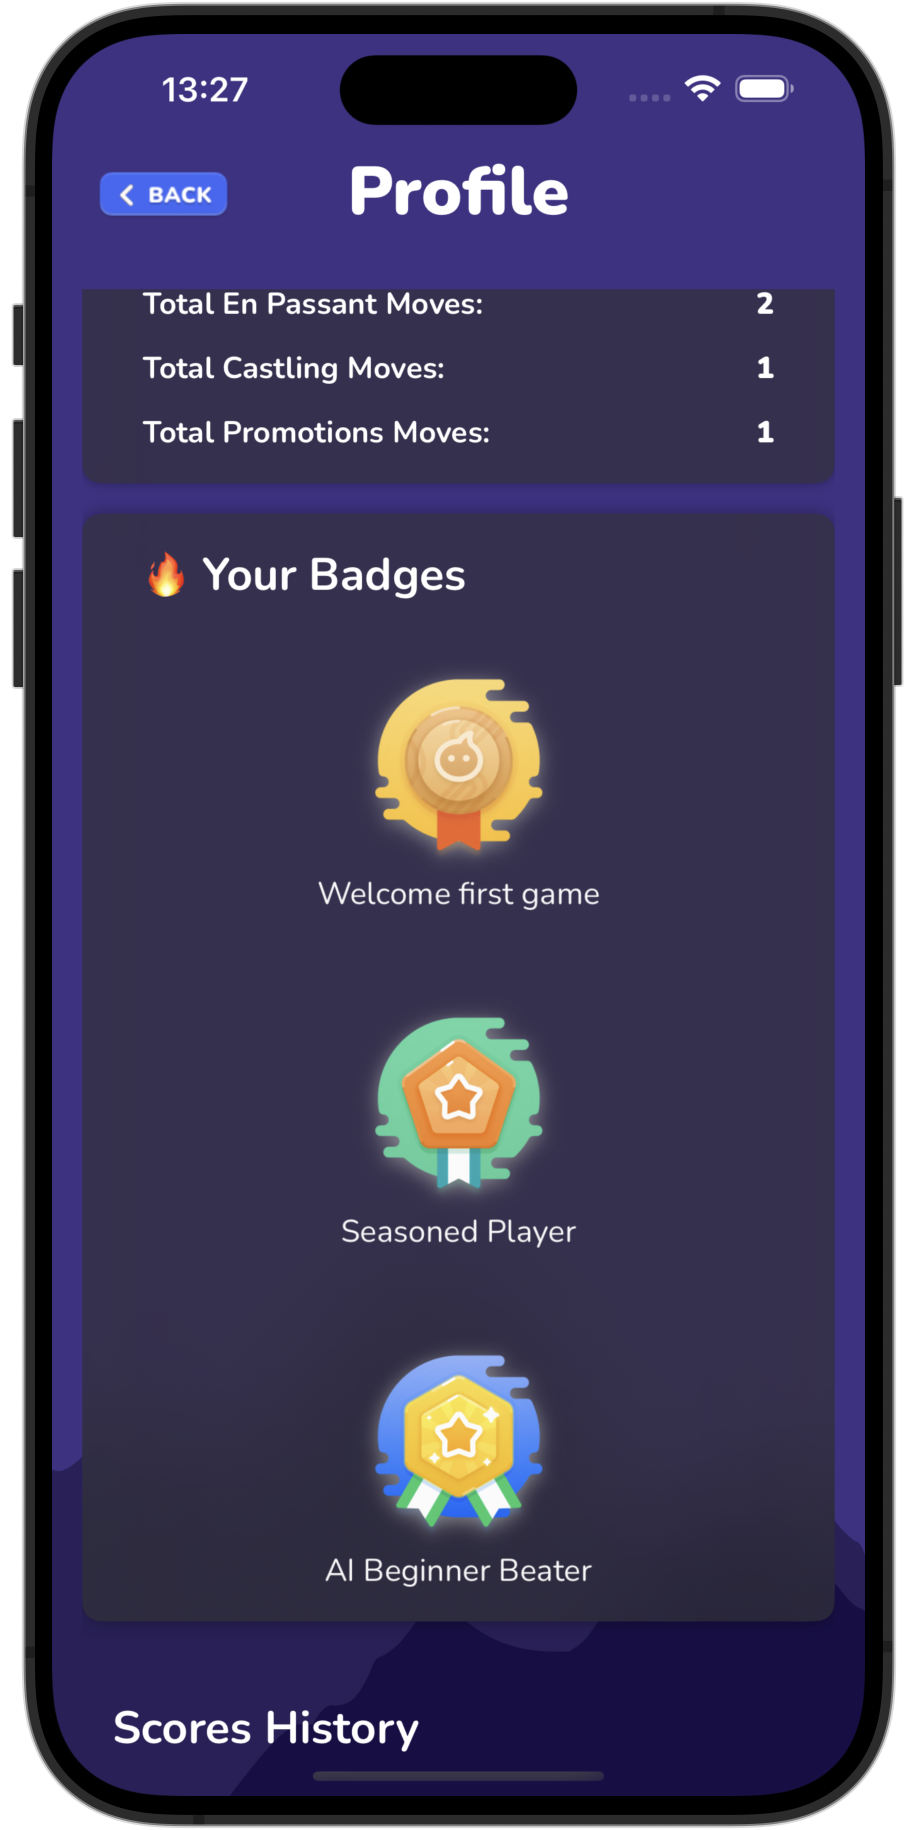 13:27
BACK
Profile
Total En Passant Moves: 2
Total Castling Moves: 1
Total Promotions Moves: 1
Your Badges
Welcome first game
Seasoned Player
AI Beginner Beater
Scores History